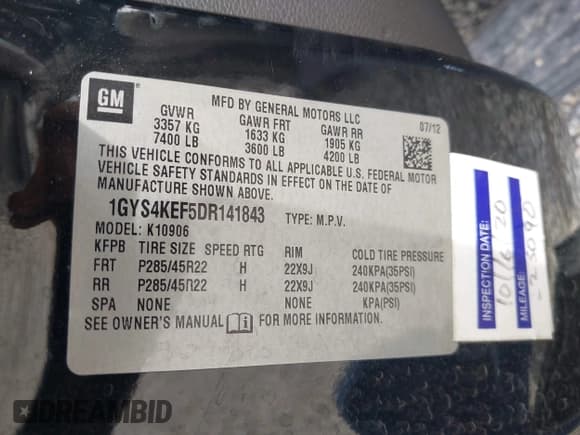 GM
MFD BY GENERAL MOTORS LLC
07/12
GVWR GAWR FRT GAWR RR
3357 KG 1633 KG 1905 KG
7400 LB 3600 LB 4200 LB
THIS VEHICLE CONFORMS TO ALL APPLICABLE U.S. FEDERAL MOTOR
VEHICLE SAFETY STANDARDS IN EFFECT ON THE DATE OF
MANUFACTURE SHOWN ABOVE.
1GYS4KEF5DR141843 TYPE: M.P.V.
MODEL: K10906
KFPB TIRE SIZE SPEED RTG RIM COLD TIRE PRESSURE
FRT P285/45R22 H 22X9J 240KPA(35PSI)
RR P285/45R22 H 22X9J 240KPA(35PSI)
SPA NONE NONE KPA(PSI)
SEE OWNER'S MANUAL i FOR MORE INFORMATION.
INSPECTION DATE:
10/16/20
MILEAGE:
DREAMBID